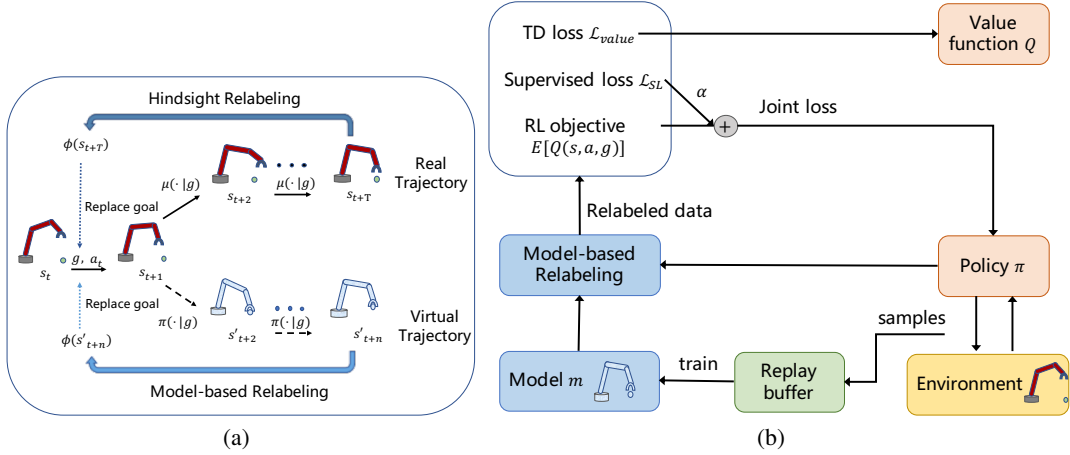 Hindsight Relabeling
ϕ(s_{t+T})
μ(·|g)
μ(·|g)
s_{t+2}
s_{t+T}
Real
Trajectory
Replace goal
g, a_t
s_t
s_{t+1}
Replace goal
π(·|g)
π(·|g)
ϕ(s'_{t+n})
s'_{t+2}
s'_{t+n}
Virtual
Trajectory
Model-based Relabeling
(a)
TD loss ℒ_{value}
Value
function Q
Supervised loss ℒ_{SL}
α
+
Joint loss
RL objective
E[Q(s, a, g)]
Relabeled data
Model-based
Relabeling
Policy π
samples
Model m
train
Replay
buffer
Environment
(b)